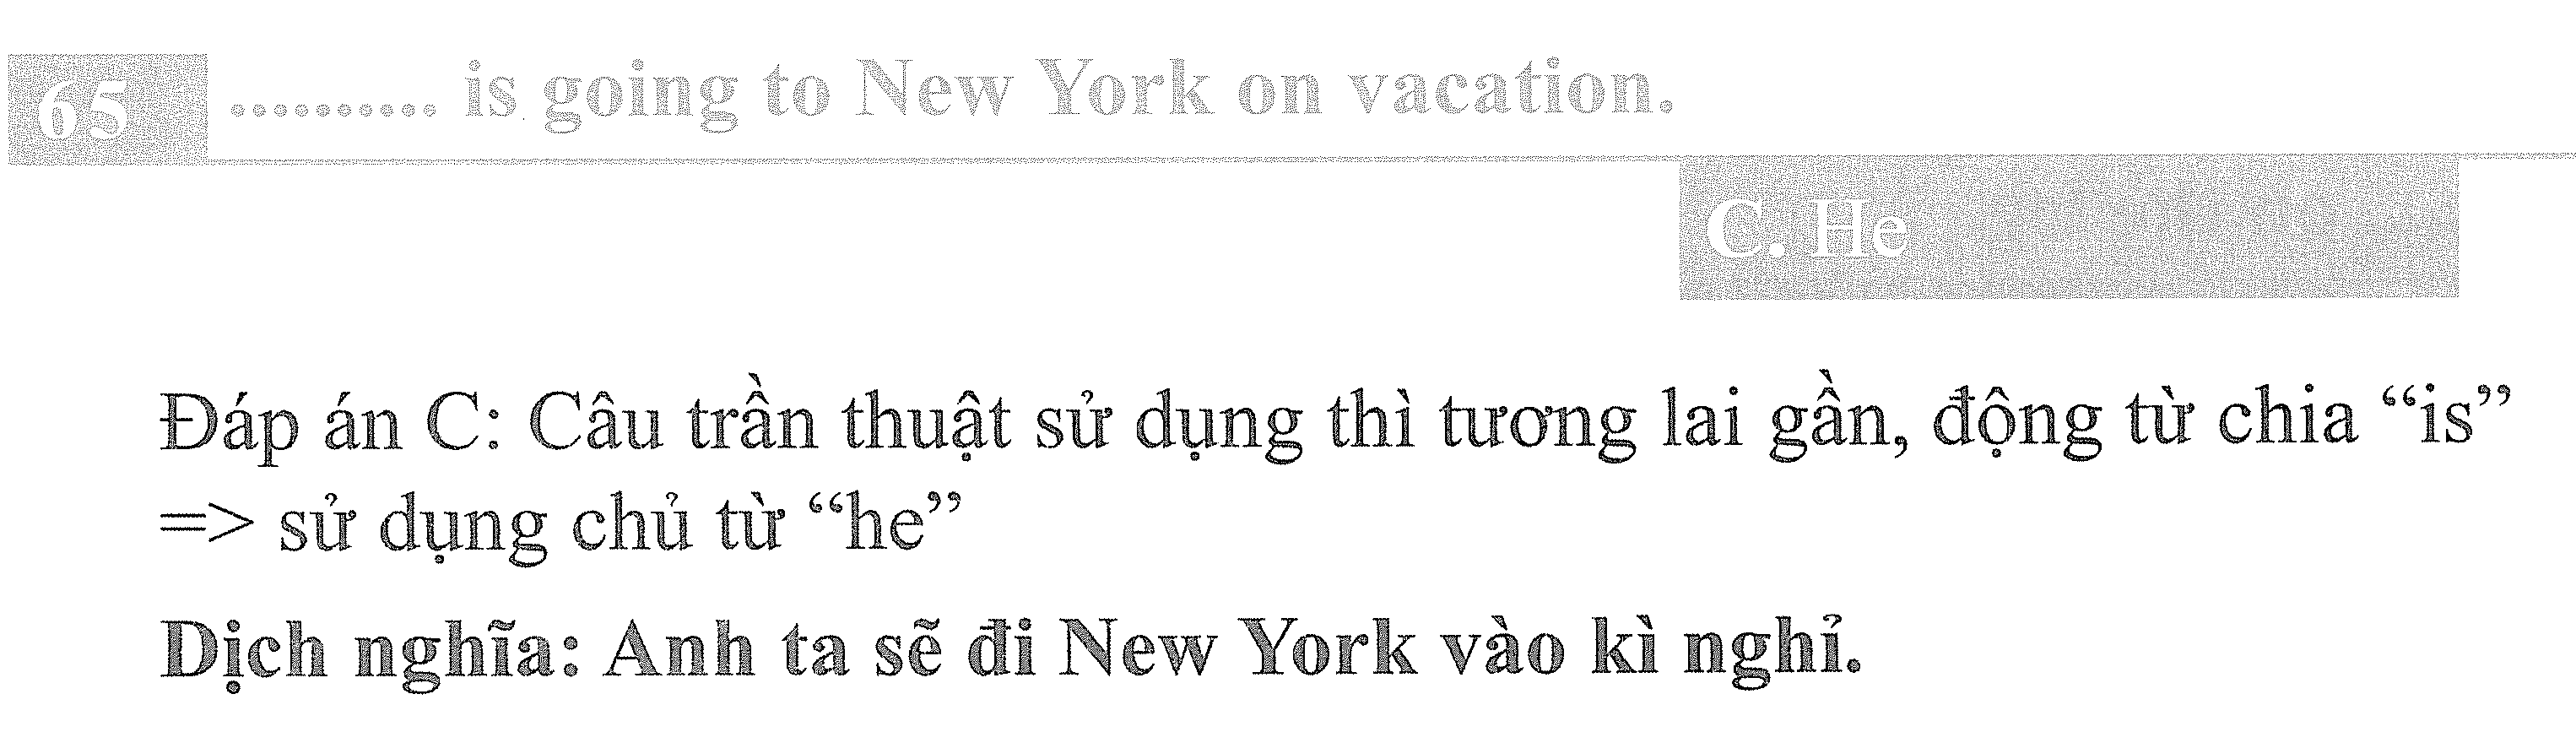 65 .......... is going to New York on vacation.
C. He
Đáp án C: Câu trần thuật sử dụng thì tương lai gần, động từ chia “is”
=> sử dụng chủ từ “he”
Dịch nghĩa: Anh ta sẽ đi New York vào kì nghỉ.